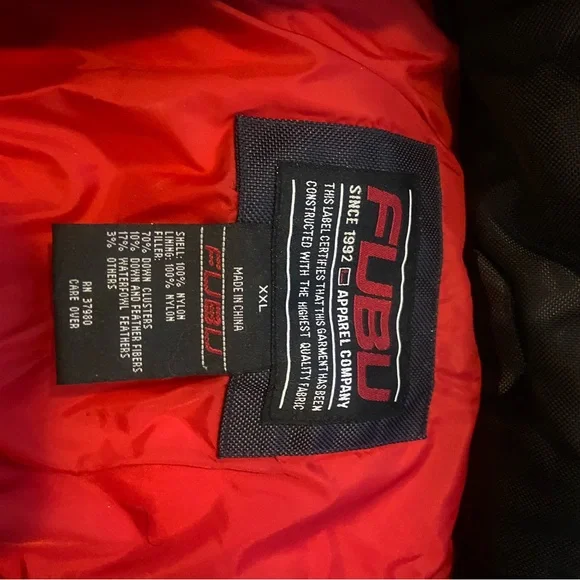 FUBU
SINCE 1992 APPAREL COMPANY
THIS LABEL CERTIFIES THAT THIS GARMENT HAS BEEN
CONSTRUCTED WITH THE HIGHEST QUALITY FABRIC
XXL
MADE IN CHINA
FUBU
SHELL: 100% NYLON
LINING: 100% NYLON
FILLER:
70% DOWN CLUSTERS
10% DOWN AND FEATHER FIBERS
17% WATERFOWL FEATHERS
3% OTHERS
RN 37980
CARE OVER